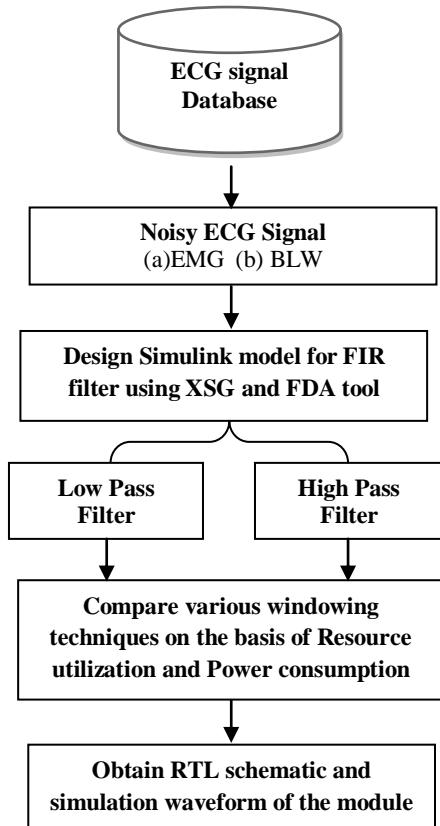 ECG signal
Database
Noisy ECG Signal
(a)EMG (b) BLW
Design Simulink model for FIR
filter using XSG and FDA tool
Low Pass
Filter
High Pass
Filter
Compare various windowing
techniques on the basis of Resource
utilization and Power consumption
Obtain RTL schematic and
simulation waveform of the module